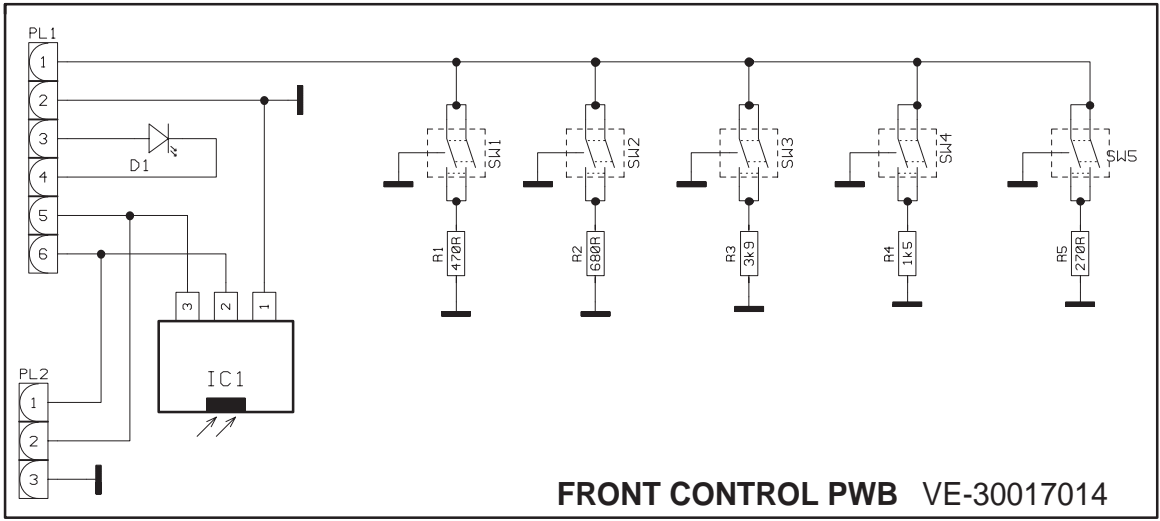 PL1
1
2
3
4
5
6
D1
SW1
SW2
SW3
SW4
SW5
R1
470R
R2
680R
R3
3k9
R4
1k5
R5
270R
3
2
1
IC1
PL2
1
2
3
FRONT CONTROL PWB VE-30017014